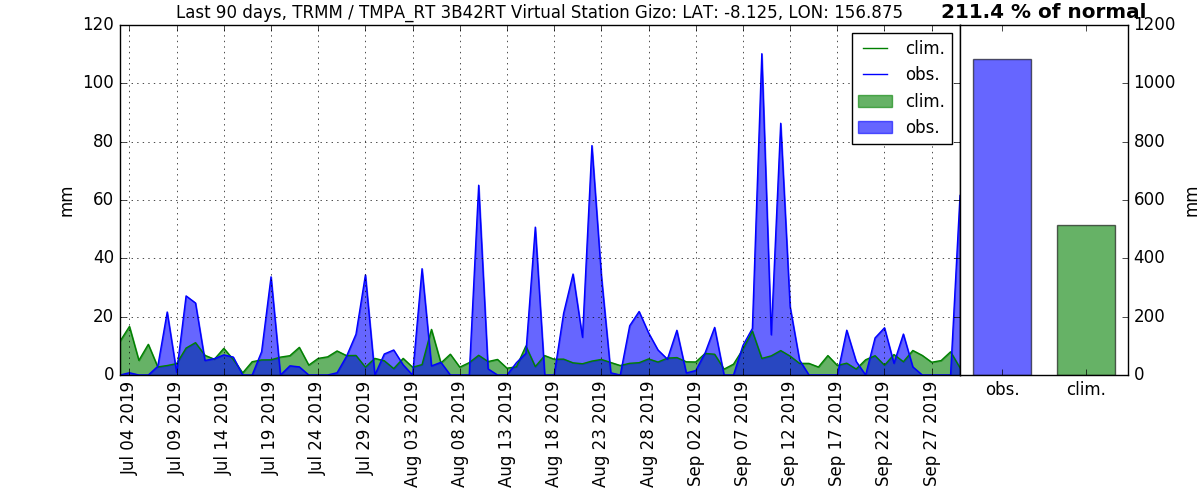 Last 90 days, TRMM / TMPA_RT 3B42RT Virtual Station Gizo: LAT: -8.125, LON: 156.875
211.4 % of normal
120
100
80
60
40
20
0
mm
clim.
obs.
clim.
obs.
1200
1000
800
600
400
200
0
mm
Jul 04 2019
Jul 09 2019
Jul 14 2019
Jul 19 2019
Jul 24 2019
Jul 29 2019
Aug 03 2019
Aug 08 2019
Aug 13 2019
Aug 18 2019
Aug 23 2019
Aug 28 2019
Sep 02 2019
Sep 07 2019
Sep 12 2019
Sep 17 2019
Sep 22 2019
Sep 27 2019
obs.
clim.